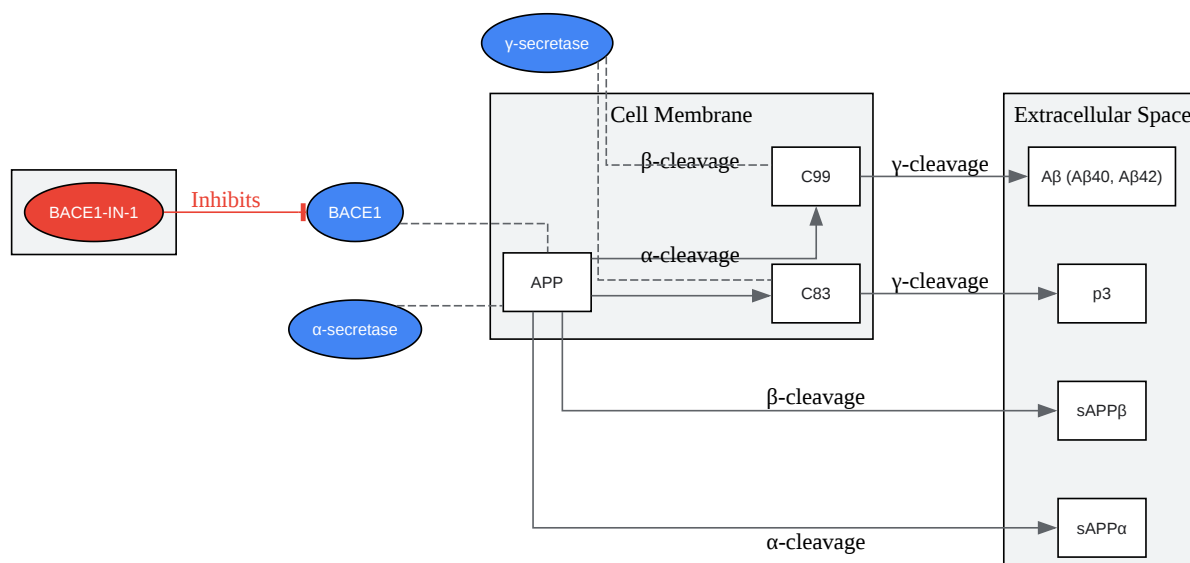 γ-secretase
Cell Membrane
Extracellular Space
β-cleavage
C99
γ-cleavage
Aβ (Aβ40, Aβ42)
BACE1-IN-1
Inhibits
BACE1
α-cleavage
APP
C83
γ-cleavage
p3
α-secretase
β-cleavage
sAPPβ
α-cleavage
sAPPα